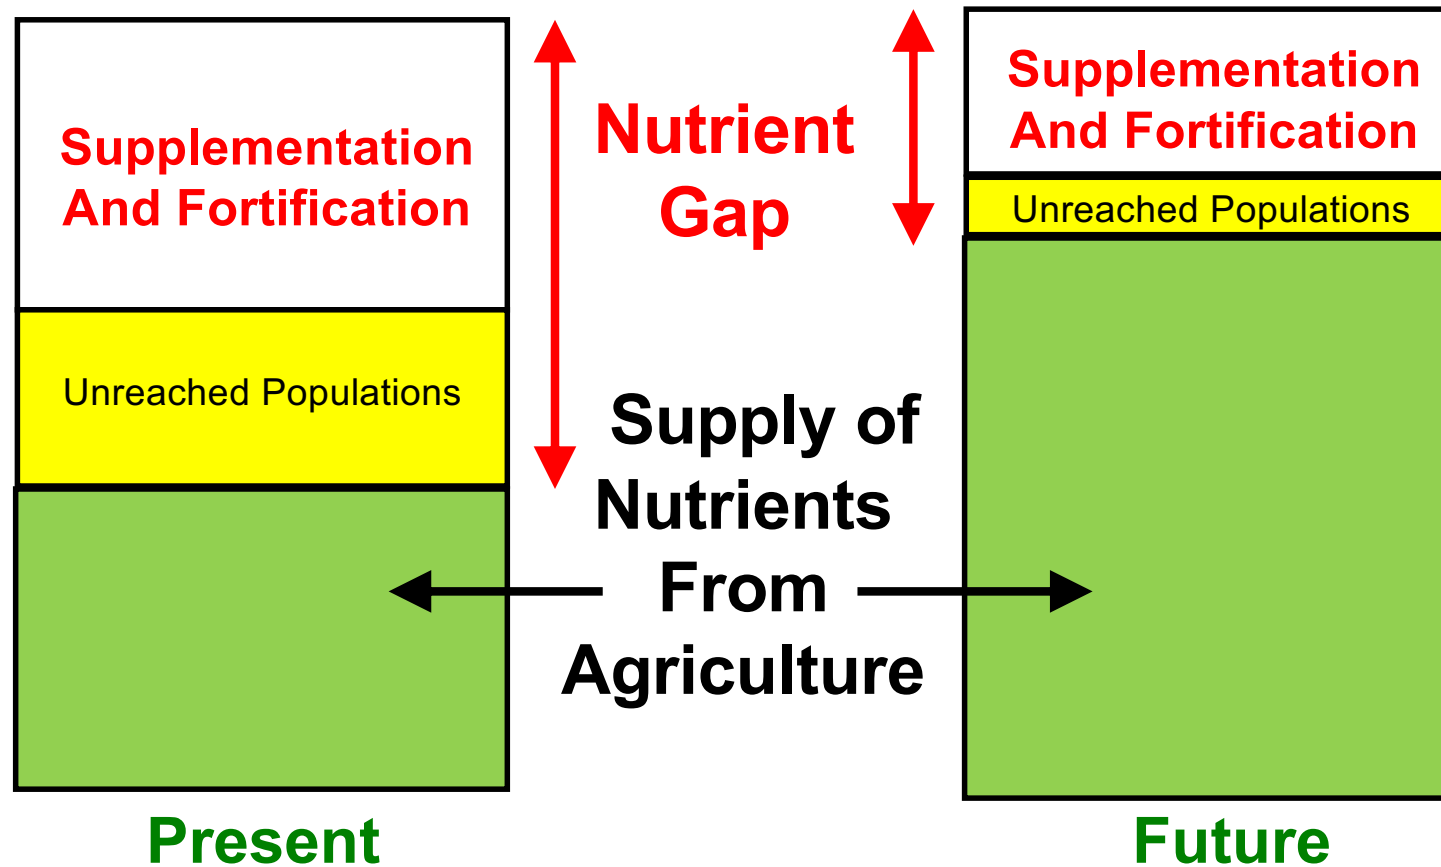 Supplementation
And Fortification
Unreached Populations
Nutrient
Gap
Supply of
Nutrients
From
Agriculture
Supplementation
And Fortification
Unreached Populations
Present
Future